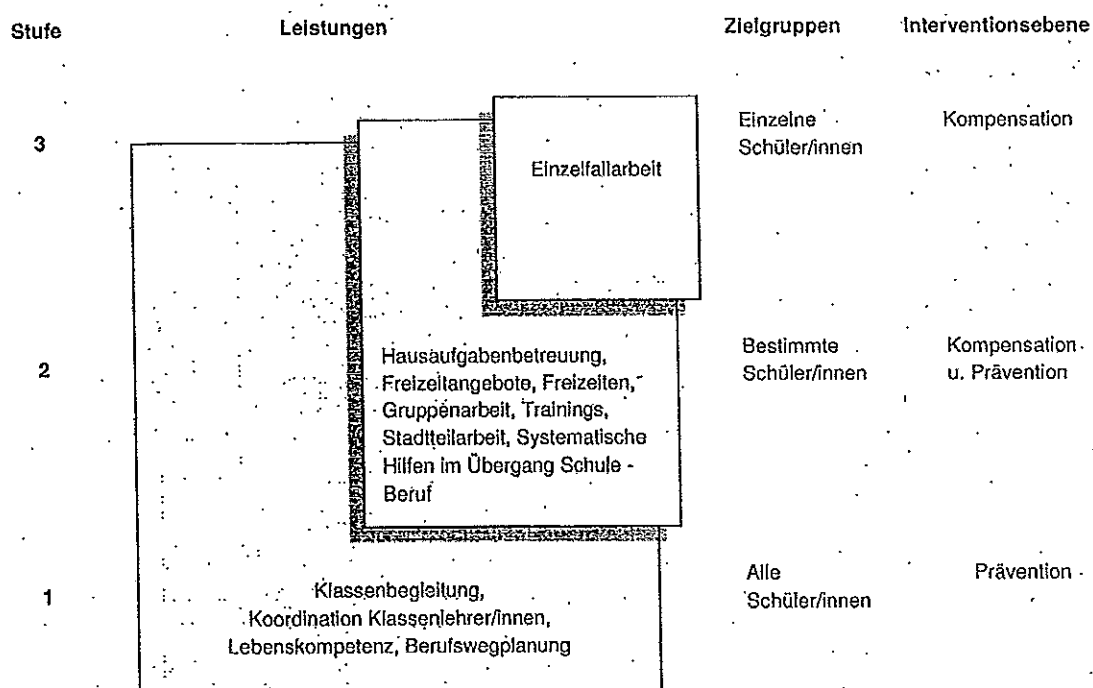 Stufe Leistungen Zielgruppen Interventionsebene
3
Einzelfallarbeit
Einzelne
Schüler/innen
Kompensation
2
Hausaufgabenbetreuung,
Freizeitangebote, Freizeiten,
Gruppenarbeit, Trainings,
Stadtteilarbeit, Systematische
Hilfen im Übergang Schule -
Beruf
Bestimmte
Schüler/innen
Kompensation
u. Prävention
1
Klassenbegleitung,
Koordination Klassenlehrer/innen,
Lebenskompetenz, Berufswegplanung
Alle
Schüler/innen
Prävention